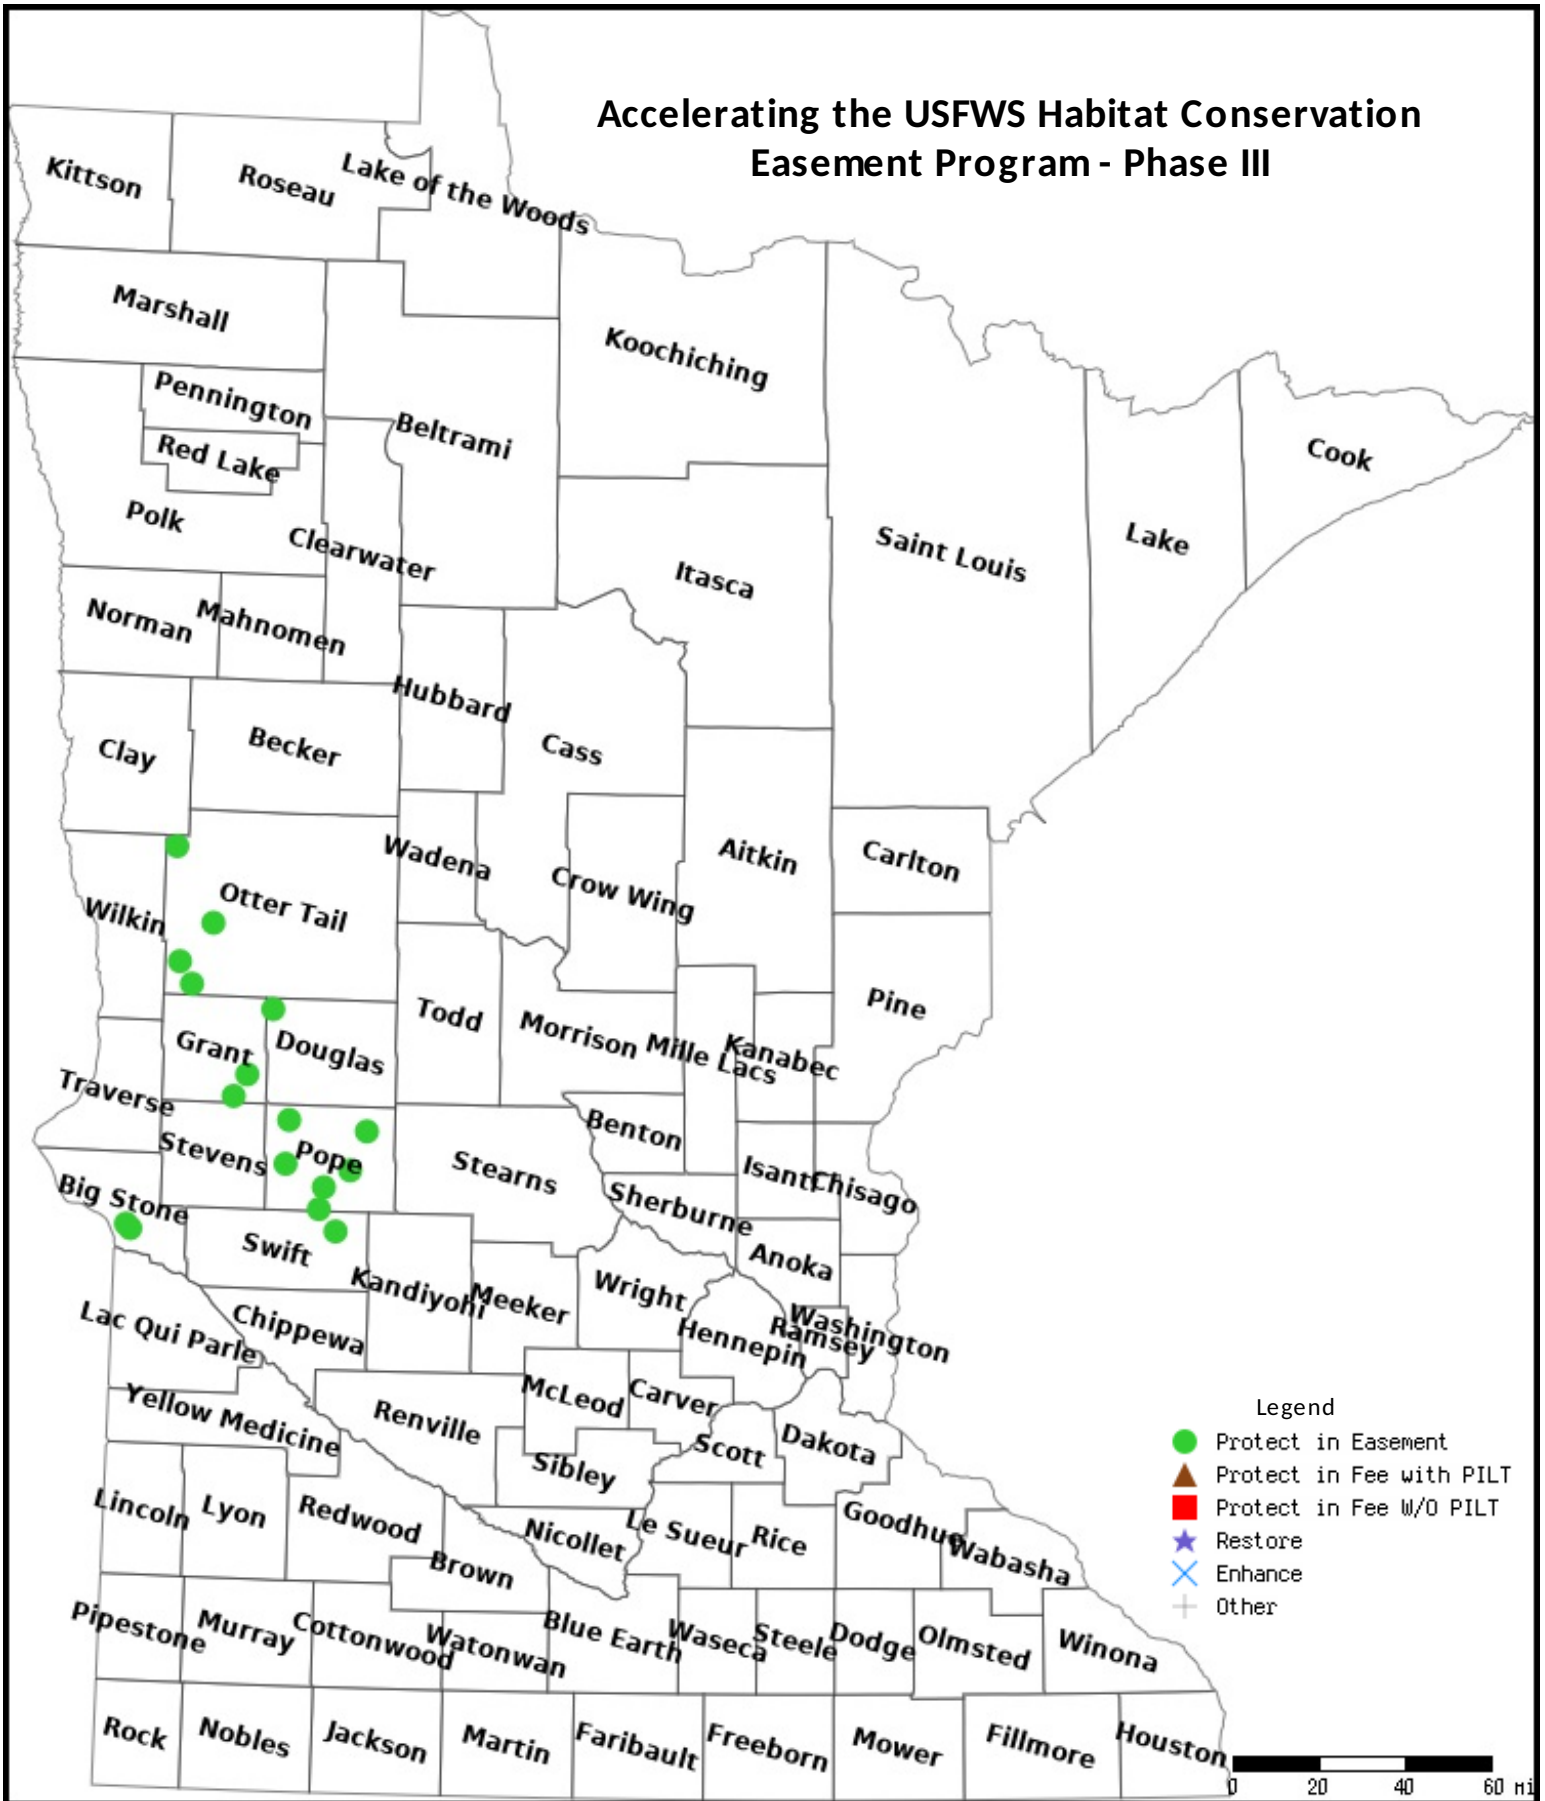 Accelerating the USFWS Habitat Conservation
Easement Program - Phase III
Kittson
Roseau
Lake of the Woods
Marshall
Koochiching
Pennington
Beltrami
Red Lake
Cook
Polk
Clearwater
Saint Louis
Lake
Itasca
Norman
Mahnomen
Hubbard
Clay
Becker
Cass
Wadena
Aitkin
Carlton
Crow Wing
Otter Tail
Wilkin
Pine
Todd
Morrison
Mille Lacs
Kanabec
Grant
Douglas
Traverse
Benton
Stevens
Pope
Stearns
Isanti
Chisago
Big Stone
Sherburne
Swift
Anoka
Kandiyohi
Meeker
Wright
Washington
Ramsey
Hennepin
Lac Qui Parle
Chippewa
McLeod
Carver
Yellow Medicine
Renville
Scott
Dakota
Sibley
Lincoln
Lyon
Redwood
Nicollet
Le Sueur
Rice
Goodhue
Wabasha
Brown
Pipestone
Murray
Cottonwood
Watonwan
Blue Earth
Waseca
Steele
Dodge
Olmsted
Winona
Rock
Nobles
Jackson
Martin
Faribault
Freeborn
Mower
Fillmore
Houston
Legend
Protect in Easement
Protect in Fee with PILT
Protect in Fee W/O PILT
Restore
Enhance
Other
0 20 40 60 mi